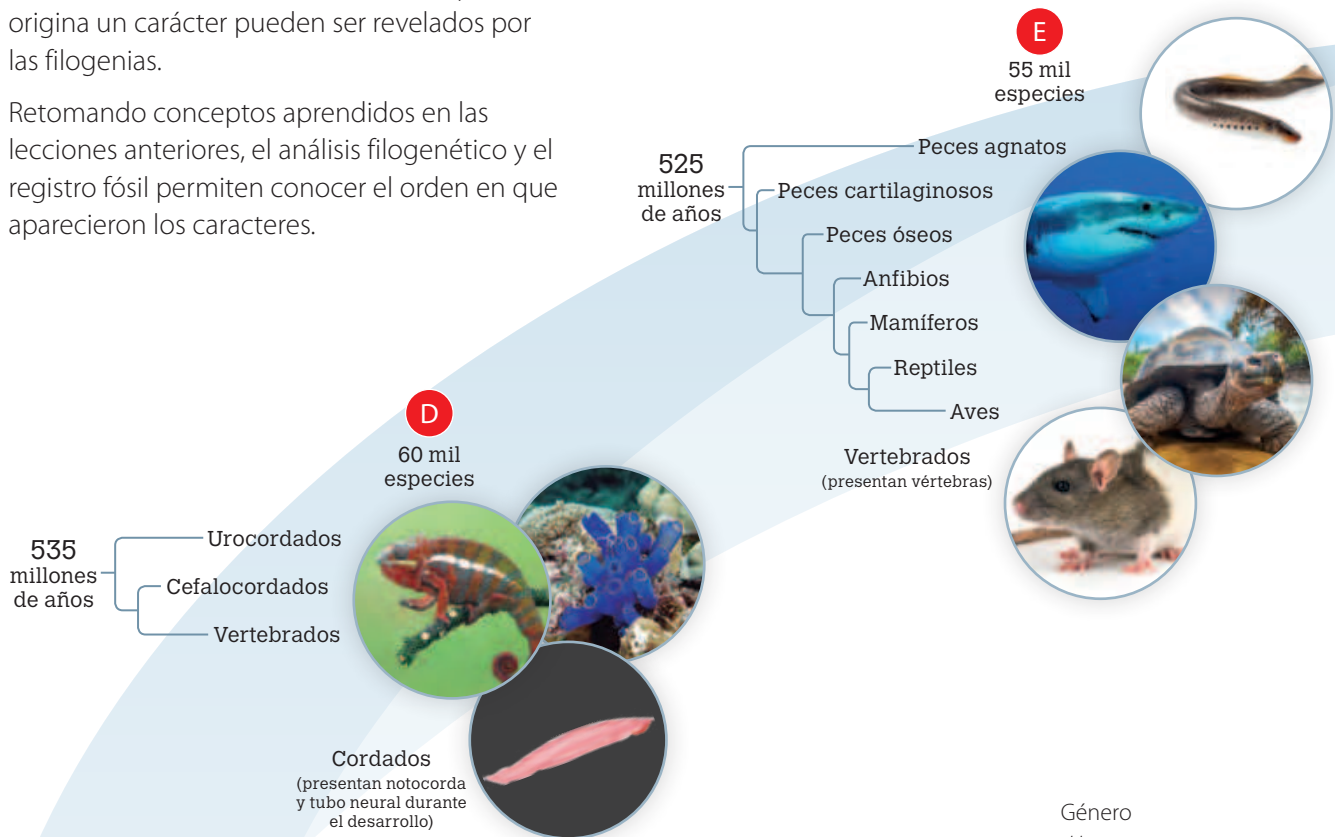 origina un carácter pueden ser revelados por
las filogenias.
Retomando conceptos aprendidos en las
lecciones anteriores, el análisis filogenético y el
registro fósil permiten conocer el orden en que
aparecieron los caracteres.
E
55 mil
especies
525
millones
de años
Peces agnatos
Peces cartilaginosos
Peces óseos
Anfibios
Mamíferos
Reptiles
Aves
Vertebrados
(presentan vértebras)
D
60 mil
especies
535
millones
de años
Urocordados
Cefalocordados
Vertebrados
Cordados
(presentan notocorda
y tubo neural durante
el desarrollo)
Género